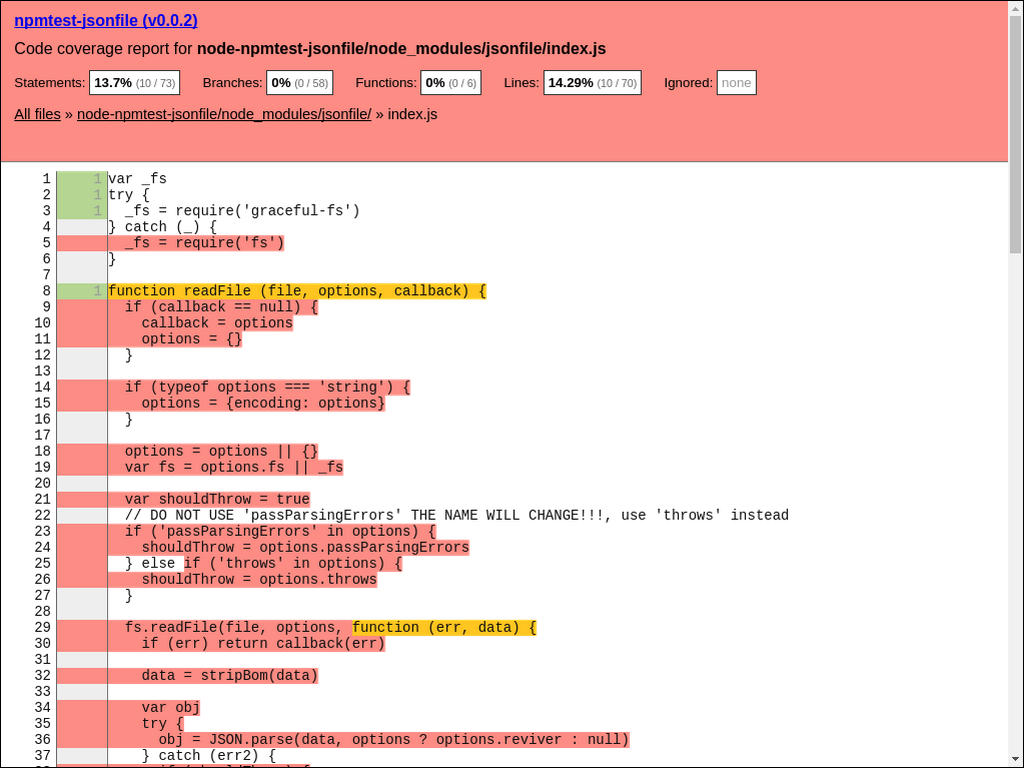 npmtest-jsonfile (v0.0.2)
Code coverage report for node-npmtest-jsonfile/node_modules/jsonfile/index.js
Statements: 13.7% (10 / 73) Branches: 0% (0 / 58) Functions: 0% (0 / 6) Lines: 14.29% (10 / 70) Ignored: none
All files » node-npmtest-jsonfile/node_modules/jsonfile/ » index.js
1 1 var _fs
2 1 try {
3 1   _fs = require('graceful-fs')
4 } catch (_) {
5   _fs = require('fs')
6 }
7
8 1 function readFile (file, options, callback) {
9   if (callback == null) {
10     callback = options
11     options = {}
12   }
13
14   if (typeof options === 'string') {
15     options = {encoding: options}
16   }
17
18   options = options || {}
19   var fs = options.fs || _fs
20
21   var shouldThrow = true
22   // DO NOT USE 'passParsingErrors' THE NAME WILL CHANGE!!!, use 'throws' instead
23   if ('passParsingErrors' in options) {
24     shouldThrow = options.passParsingErrors
25   } else if ('throws' in options) {
26     shouldThrow = options.throws
27   }
28
29   fs.readFile(file, options, function (err, data) {
30     if (err) return callback(err)
31
32     data = stripBom(data)
33
34     var obj
35     try {
36       obj = JSON.parse(data, options ? options.reviver : null)
37     } catch (err2) {